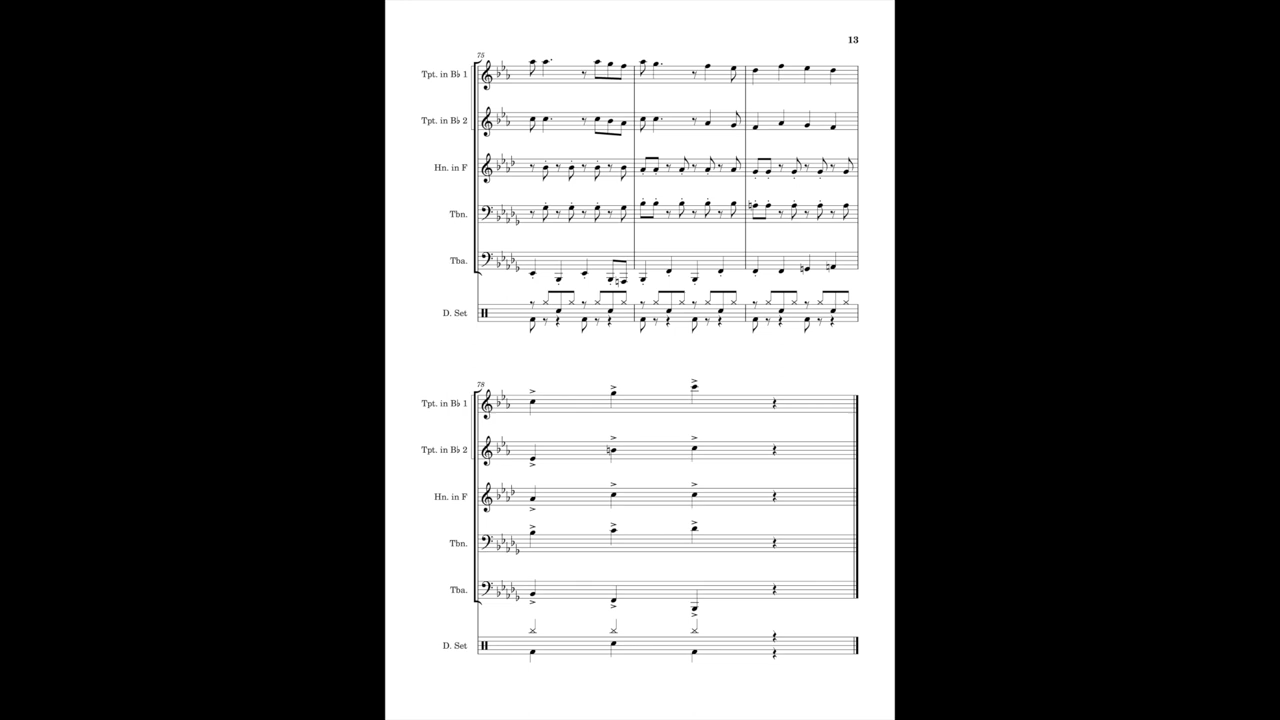 13
75
Tpt. in B♭ 1
Tpt. in B♭ 2
Hn. in F
Tbn.
Tba.
D. Set
78
Tpt. in B♭ 1
Tpt. in B♭ 2
Hn. in F
Tbn.
Tba.
D. Set